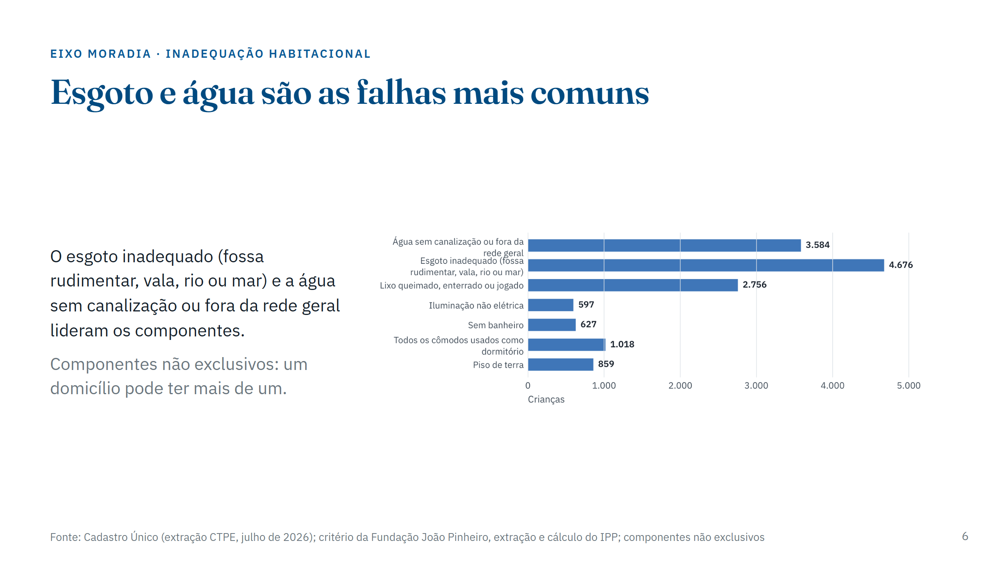 EIXO MORADIA · INADEQUAÇÃO HABITACIONAL
Esgoto e água são as falhas mais comuns
O esgoto inadequado (fossa
rudimentar, vala, rio ou mar) e a água
sem canalização ou fora da rede geral
lideram os componentes.
Componentes não exclusivos: um
domicílio pode ter mais de um.
Água sem canalização ou fora da
rede geral
3.584
Esgoto inadequado (fossa
rudimentar, vala, rio ou mar)
4.676
Lixo queimado, enterrado ou jogado
2.756
Iluminação não elétrica
597
Sem banheiro
627
Todos os cômodos usados como
dormitório
1.018
Piso de terra
859
0 1.000 2.000 3.000 4.000 5.000
Crianças
Fonte: Cadastro Único (extração CTPE, julho de 2026); critério da Fundação João Pinheiro, extração e cálculo do IPP; componentes não exclusivos
6